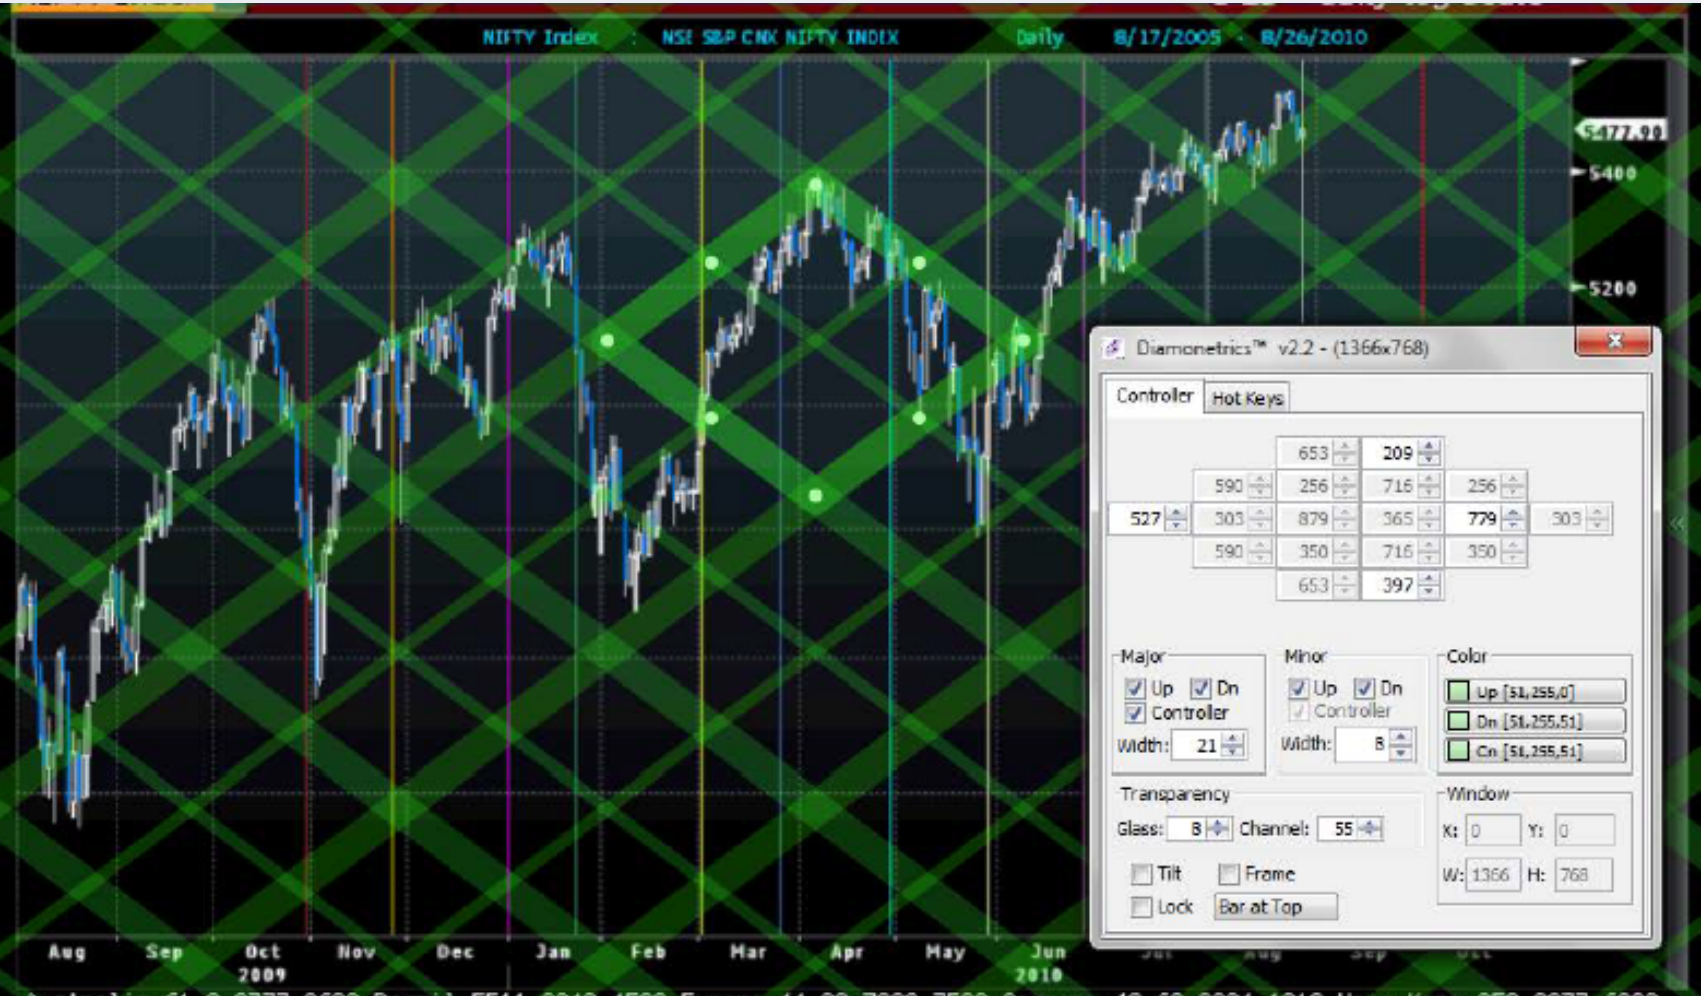 NIFTY Index : NSE S&P CNX NIFTY INDEX Daily 8/17/2005 - 8/26/2010
5477.90
5400
5200
Diamonetrics™ v2.2 - (1366x768)
Controller Hot Keys
653 209
590 256 716 256
527 303 879 365 779 303
590 350 716 350
653 397
Major Minor Color
Up Dn Up Dn Up [51,255,0]
Controller Controller Dn [51,255,51]
Width: 21 Width: 8 Cn [51,255,51]
Transparency Window
Glass: 8 Channel: 55 X: 0 Y: 0
Tilt Frame W: 1366 H: 768
Lock Bar at Top
Aug Sep Oct Nov Dec Jan Feb Mar Apr May Jun Jul Aug Sep Oct
2009 2010